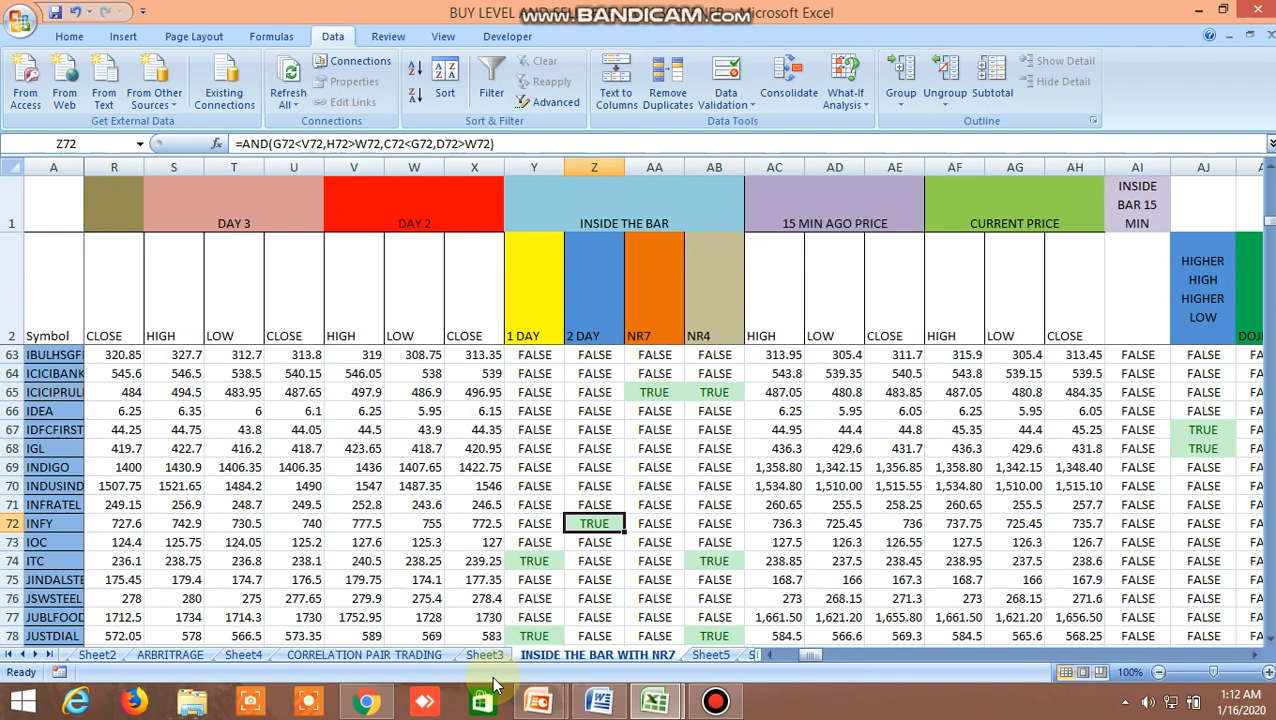 BUY LEVEL AND SE NER - Microsoft Excel
www.BANDICAM.com
Home Insert Page Layout Formulas Data Review View Developer
From Access
From Web
From Text
From Other Sources
Existing Connections
Get External Data
Refresh All
Connections
Properties
Edit Links
Connections
Sort
Filter
Clear
Reapply
Advanced
Sort & Filter
Text to Columns
Remove Duplicates
Data Validation
Consolidate
What-If Analysis
Data Tools
Group
Ungroup
Subtotal
Show Detail
Hide Detail
Outline
Z72 fx =AND(G72<V72,H72>W72,C72<G72,D72>W72)
A R S T U V W X Y Z AA AB AC AD AE AF AG AH AI AJ
1 DAY 3 DAY 2 INSIDE THE BAR 15 MIN AGO PRICE CURRENT PRICE INSIDE BAR 15 MIN
2 Symbol CLOSE HIGH LOW CLOSE HIGH LOW CLOSE 1 DAY 2 DAY NR7 NR4 HIGH LOW CLOSE HIGH LOW CLOSE HIGHER HIGH HIGHER LOW DOJ
63 IBULHSGF 320.85 327.7 312.7 313.8 319 308.75 313.35 FALSE FALSE FALSE FALSE 313.95 305.4 311.7 315.9 305.4 313.45 FALSE FALSE FA
64 ICICIBANK 545.6 546.5 538.5 540.15 546.05 538 539 FALSE FALSE FALSE FALSE 543.8 539.35 540.5 543.8 539.15 539.5 FALSE FALSE FA
65 ICICIPRUL 484 494.5 483.95 487.55 497.9 486.9 496.95 FALSE FALSE TRUE TRUE 487.05 480.8 483.85 487.05 480.8 484.35 FALSE FALSE FA
66 IDEA 6.25 6.35 6 6.1 6.25 5.95 6.15 FALSE FALSE FALSE FALSE 6.25 5.95 6.05 6.25 5.95 6.05 FALSE FALSE FA
67 IDFCFIRST 44.25 44.7 43.8 44.05 44.5 43.9 44.35 FALSE FALSE FALSE FALSE 44.95 44.4 44.8 45.35 44.4 45.25 FALSE TRUE FA
68 IGL 419.7 422.4 416.2 418.7 423.65 418.7 420.95 FALSE FALSE FALSE FALSE 436.3 429.6 431.7 436.3 429.6 431.8 FALSE TRUE FA
69 INDIGO 1400 1430.9 1406.35 1406.35 1436 1407.65 1422.75 FALSE FALSE FALSE FALSE 1,358.80 1,342.15 1,356.85 1,358.80 1,342.15 1,348.40 FALSE FALSE FA
70 INDUSIND 1507.75 1521.65 1484.2 1490 1547 1487.35 1546 FALSE FALSE FALSE FALSE 1,534.80 1,510.00 1,515.55 1,534.80 1,510.00 1,515.10 FALSE FALSE FA
71 INFRATEL 249.15 256.9 248.7 249.75 252.8 243.6 246.5 FALSE FALSE FALSE FALSE 260.65 255.5 258.25 260.65 255.5 257.7 FALSE FALSE FA
72 INFY 727.6 742.9 730.5 740 777.5 755 772.5 FALSE TRUE FALSE FALSE 736.3 725.45 736 737.75 725.45 735.7 FALSE FALSE FA
73 IOC 124.4 125.75 124.05 125.2 127.6 125.3 127 FALSE FALSE FALSE FALSE 127.5 126.3 126.55 127.5 126.3 126.6 FALSE FALSE FA
74 ITC 236.1 238.75 236.8 238.1 240.5 238.25 239.25 TRUE FALSE FALSE TRUE 238.85 237.5 238.4 238.95 237.5 238.6 FALSE FALSE FA
75 JINDALSTE 175.45 179.4 174.1 176.5 179.75 174.1 177.35 FALSE FALSE FALSE FALSE 168.7 166 167.3 168.7 166 167.9 FALSE FALSE FA
76 JSWSTEEL 278 280 275 277.65 279.9 274.5 276 FALSE FALSE FALSE FALSE 273 268.15 271.3 273 268.15 271.6 FALSE FALSE FA
77 JUBLFOOD 1712.5 1734 1714.3 1730 1752.95 1728 1730 FALSE FALSE FALSE FALSE 1,661.50 1,621.20 1,655.80 1,661.50 1,621.20 1,656.50 FALSE FALSE FA
78 JUSTDIAL 572.05 578 566.5 573.35 589 569 583 TRUE FALSE FALSE TRUE 584.5 566.6 569.3 584.5 565.5 568.25 FALSE FALSE FA
Sheet2 ARBRITRAGE Sheet4 CORRELATION PAIR TRADING Sheet3 INSIDE THE BAR WITH NR7 Sheet5 S
Ready 100%
1:12 AM
1/16/2020